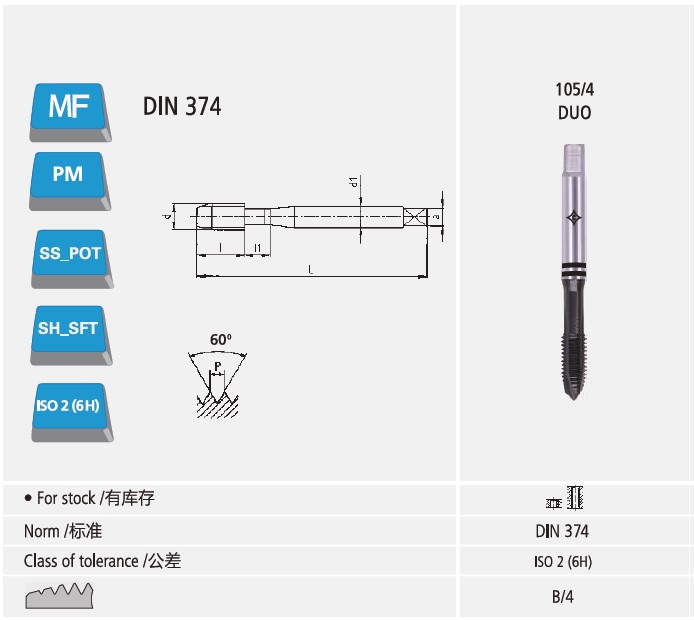 MF
DIN 374
105/4
DUO
PM
SS_POT
SH_SFT
ISO 2 (6H)
d
d1
a
l
l1
L
60°
P
• For stock /有库存
Norm /标准
DIN 374
Class of tolerance /公差
ISO 2 (6H)
B/4